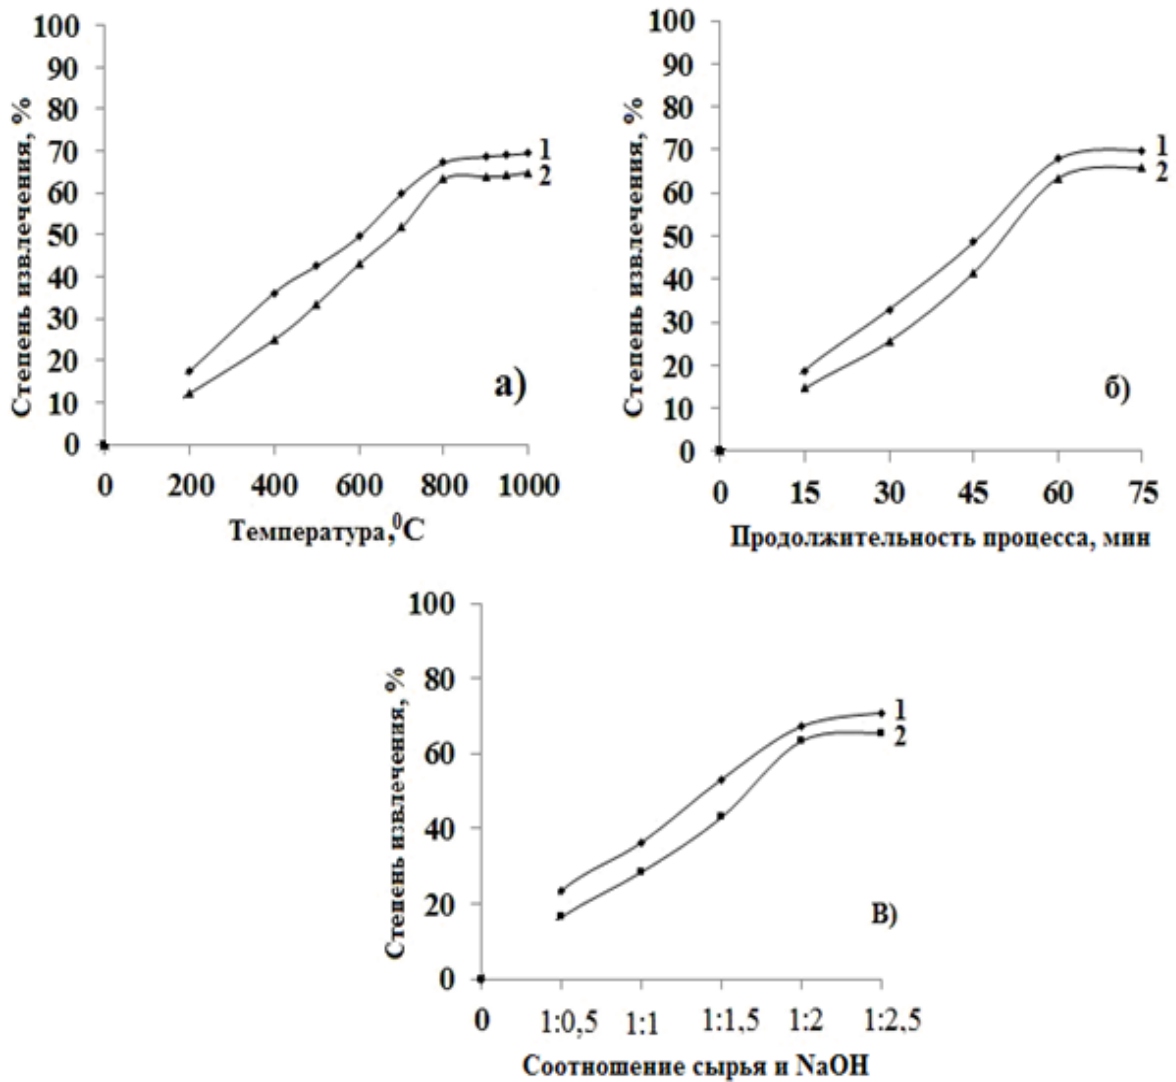 100
90
80
70
60
50
40
30
20
10
0
Степень извлечения, %
1
2
а)
0 200 400 600 800 1000
Температура,⁰C
100
90
80
70
60
50
40
30
20
10
0
Степень извлечения, %
1
2
б)
0 15 30 45 60 75
Продолжительность процесса, мин
100
80
60
40
20
0
Степень извлечения, %
1
2
В)
0 1:0,5 1:1 1:1,5 1:2 1:2,5
Соотношение сырья и NaOH